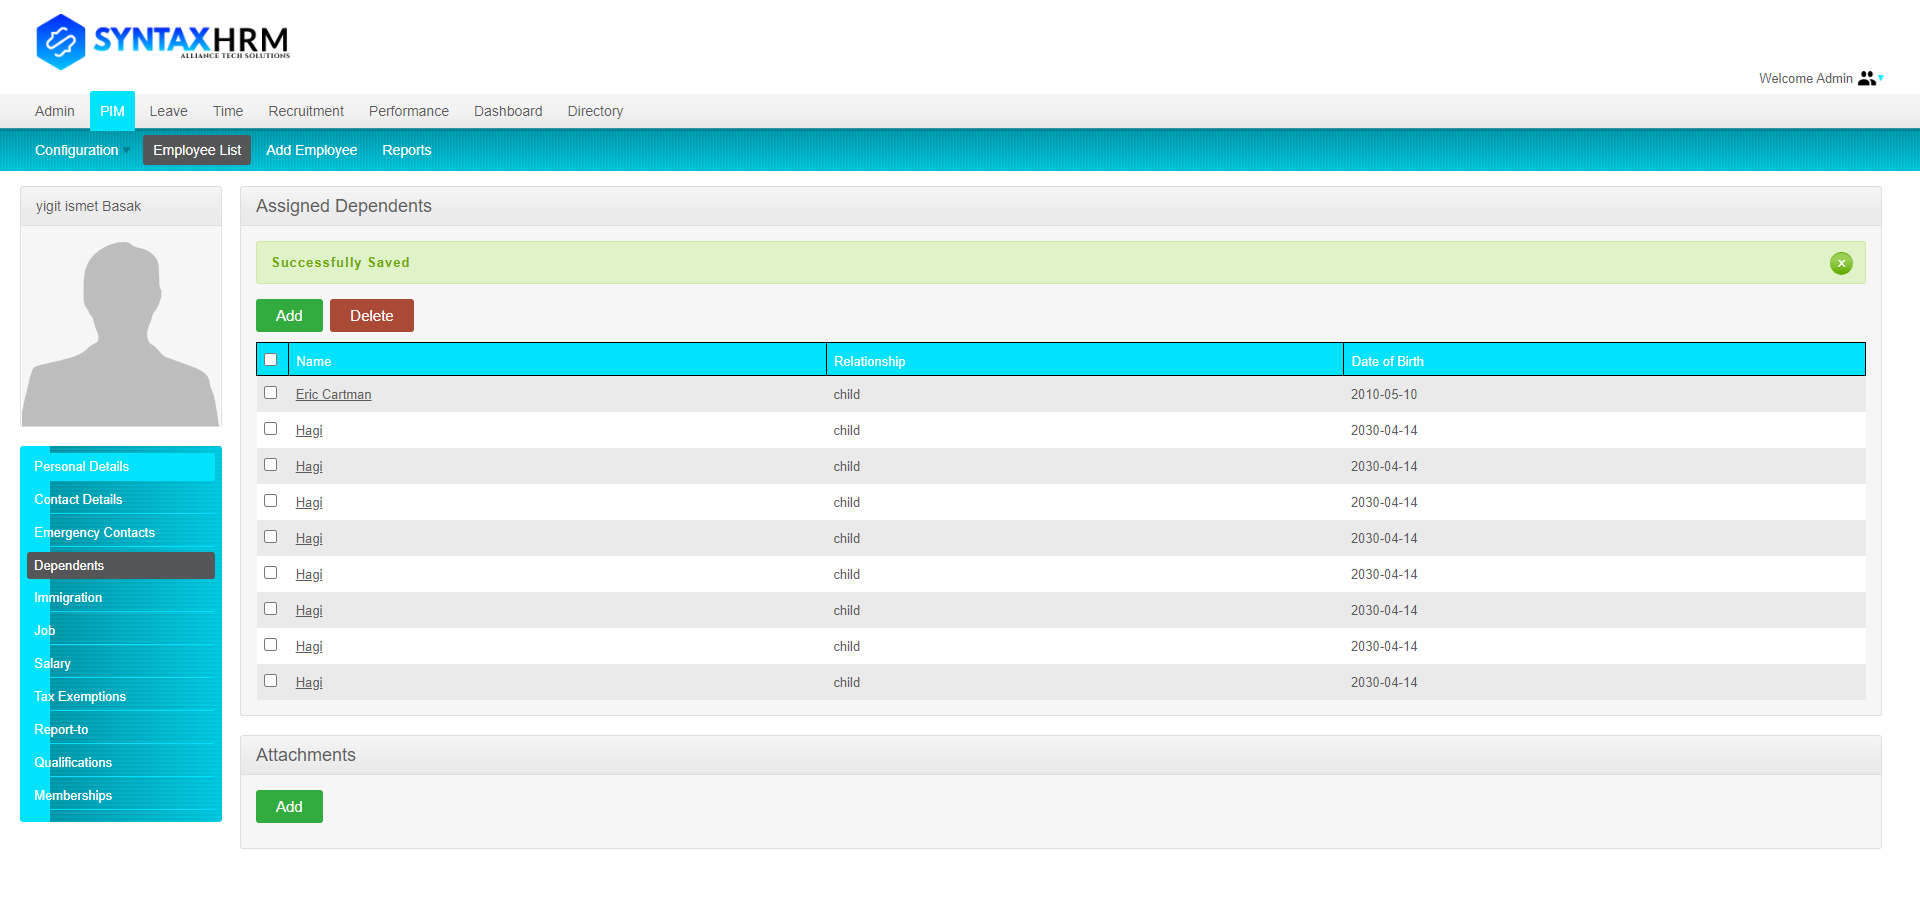 SYNTAXHRM
ALLIANCE TECH SOLUTIONS
Welcome Admin
Admin PIM Leave Time Recruitment Performance Dashboard Directory
Configuration Employee List Add Employee Reports
yigit ismet Basak
Personal Details
Contact Details
Emergency Contacts
Dependents
Immigration
Job
Salary
Tax Exemptions
Report-to
Qualifications
Memberships
Assigned Dependents
Successfully Saved x
Add Delete
Name Relationship Date of Birth
Eric Cartman child 2010-05-10
Hagi child 2030-04-14
Hagi child 2030-04-14
Hagi child 2030-04-14
Hagi child 2030-04-14
Hagi child 2030-04-14
Hagi child 2030-04-14
Hagi child 2030-04-14
Hagi child 2030-04-14
Attachments
Add